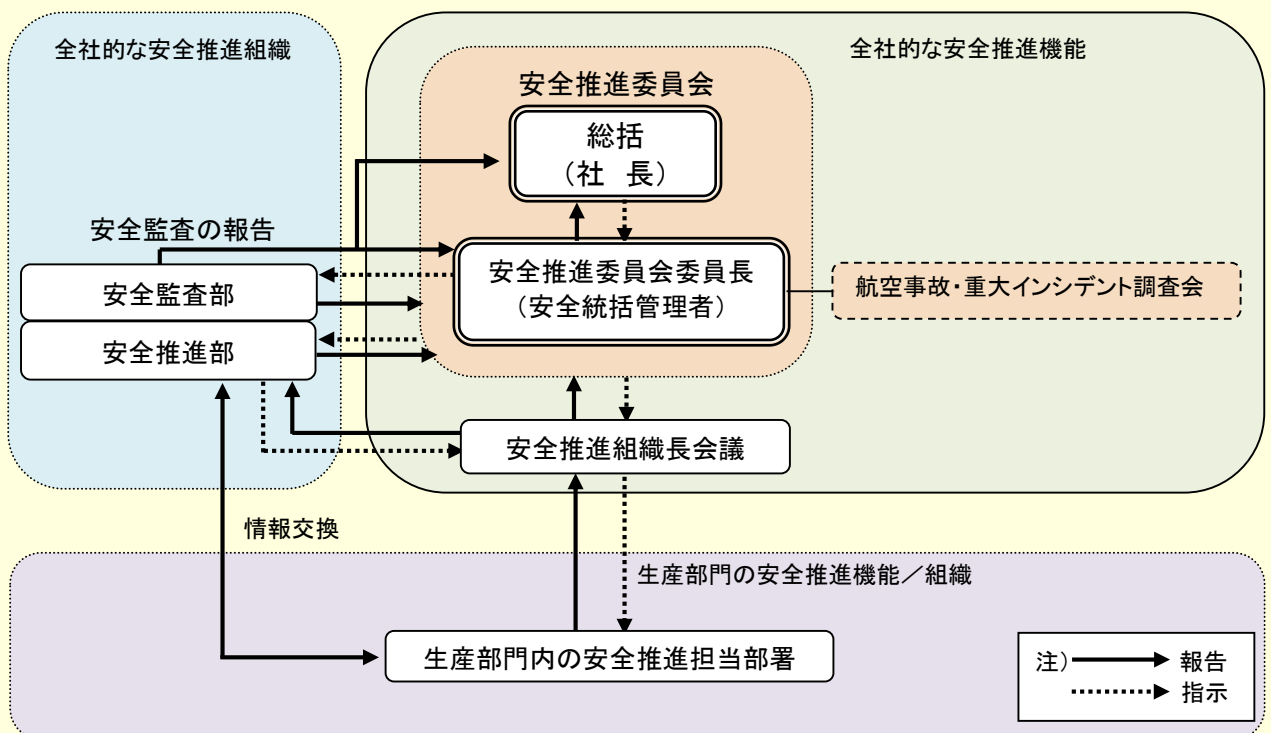 全社的な安全推進組織
全社的な安全推進機能
安全推進委員会
総括
（社　長）
安全監査の報告
安全推進委員会委員長
（安全統括管理者）
航空事故・重大インシデント調査会
安全監査部
安全推進部
安全推進組織長会議
情報交換
生産部門の安全推進機能／組織
生産部門内の安全推進担当部署
注） 報告
指示